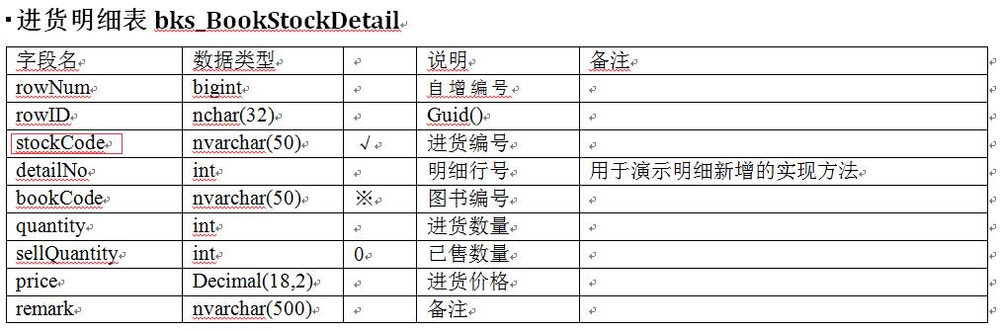 ▪进货明细表 bks_BookStockDetail
字段名 数据类型 说明 备注
rowNum bigint 自增编号
rowID nchar(32) Guid()
stockCode nvarchar(50) √ 进货编号
detailNo int 明细行号 用于演示明细新增的实现方法
bookCode nvarchar(50) ※ 图书编号
quantity int 进货数量
sellQuantity int 0 已售数量
price Decimal(18,2) 进货价格
remark nvarchar(500) 备注